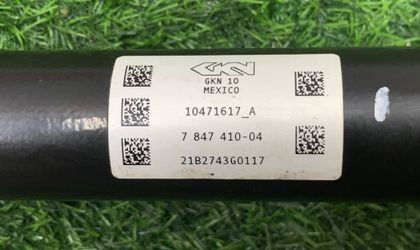 GKN 10
MEXICO
10471617_A
7 847 410-04
21B2743G0117